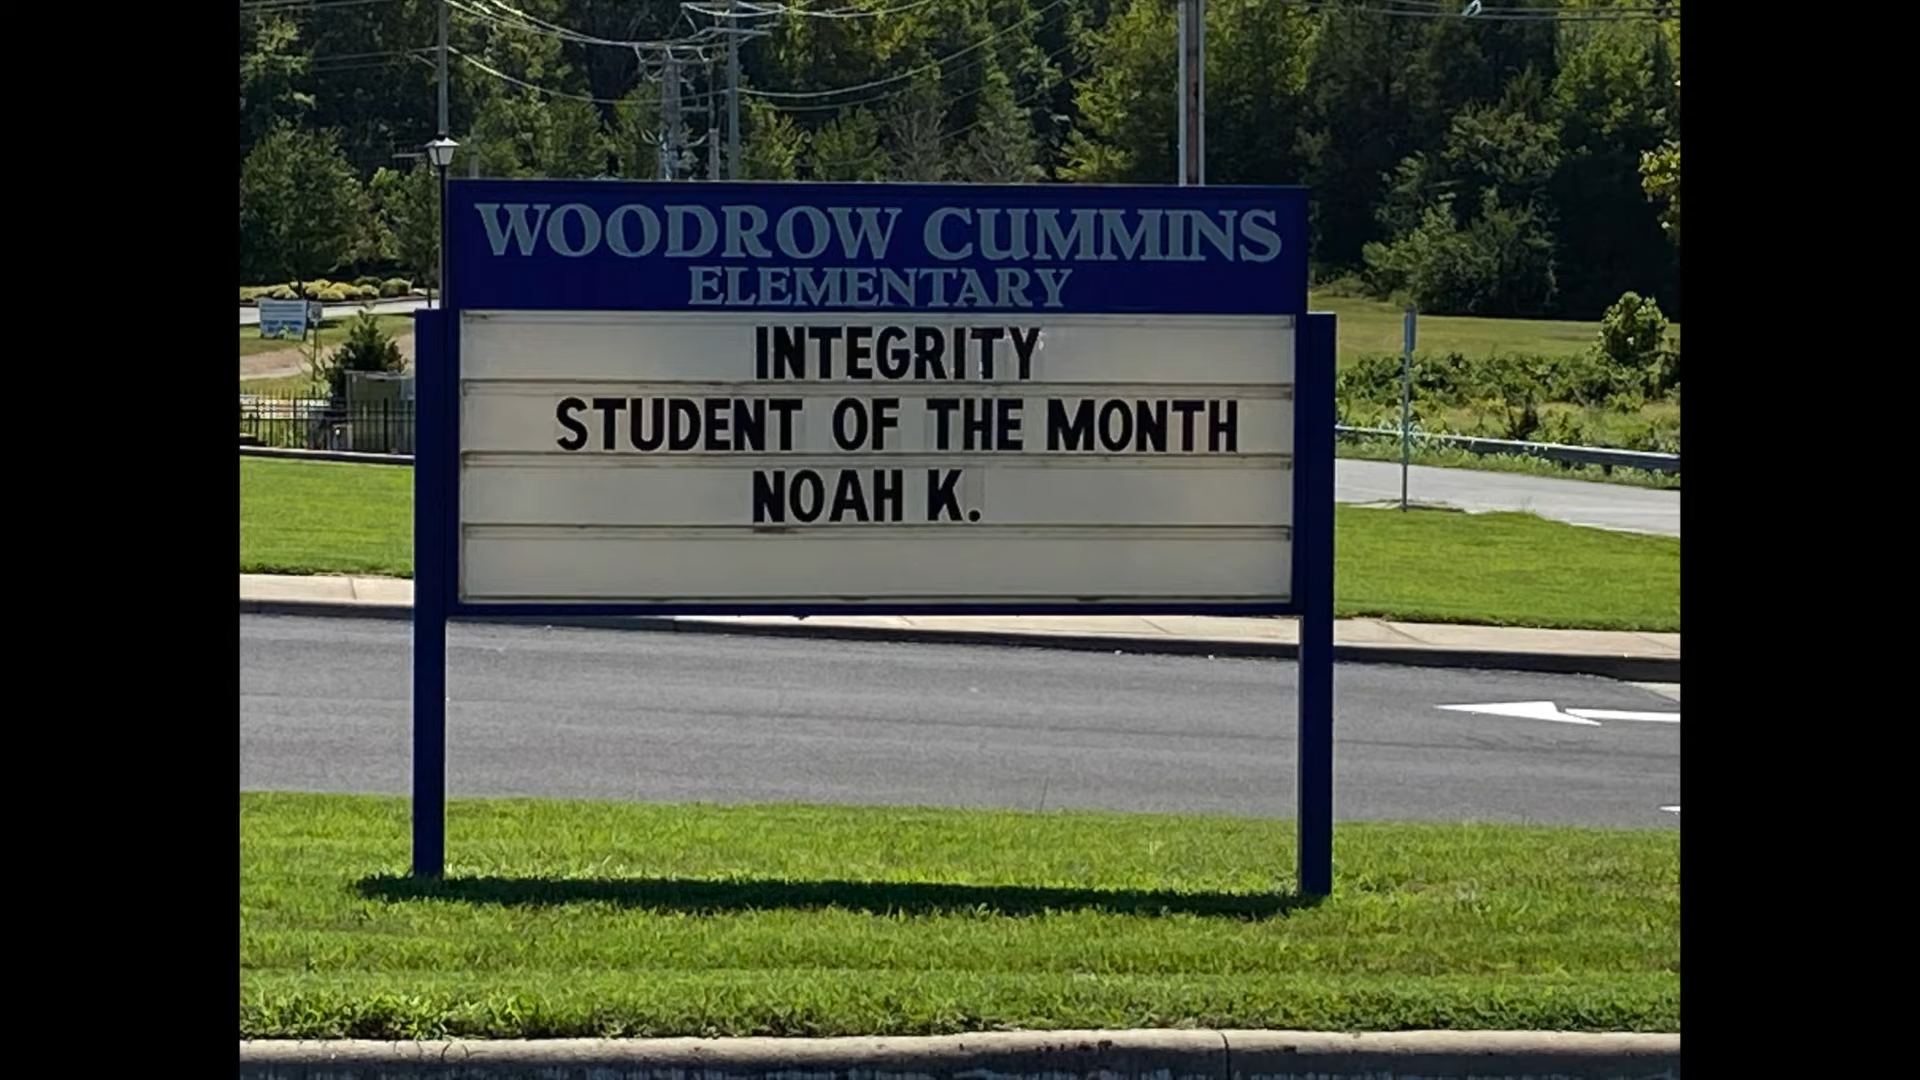 WOODROW CUMMINS
ELEMENTARY
INTEGRITY
STUDENT OF THE MONTH
NOAH K.